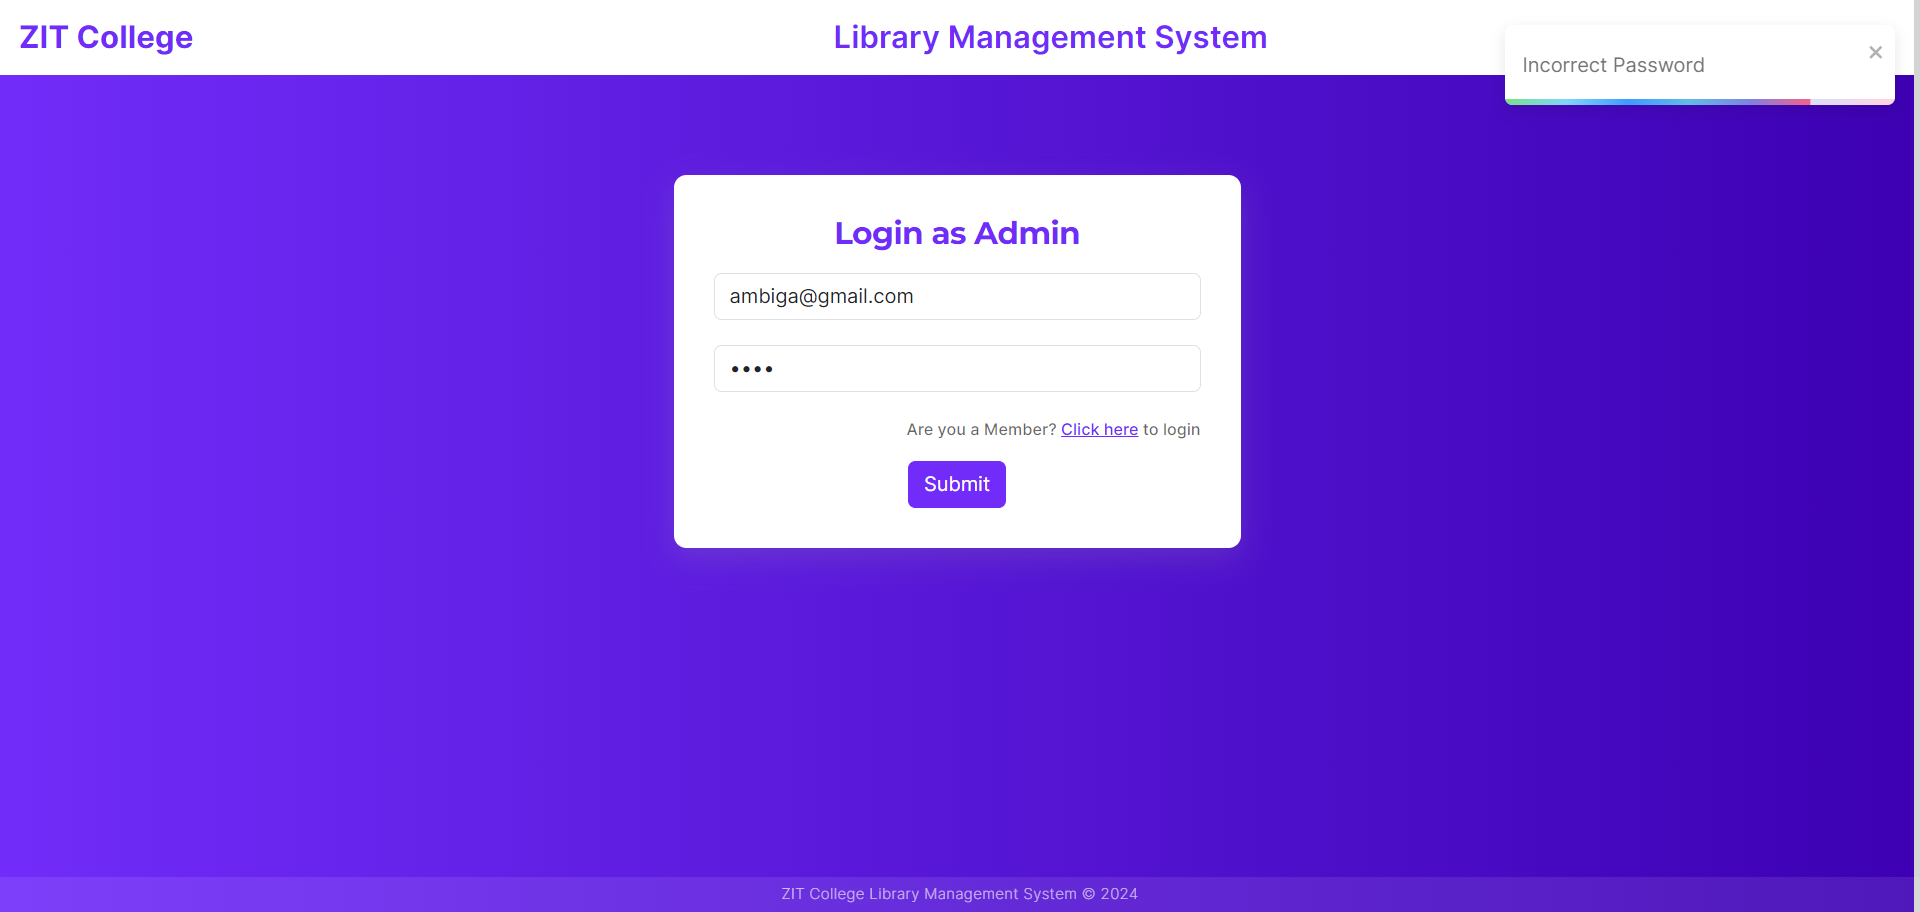 ZIT College
Library Management System
Incorrect Password
Login as Admin
ambiga@gmail.com
••••
Are you a Member? Click here to login
Submit
ZIT College Library Management System © 2024